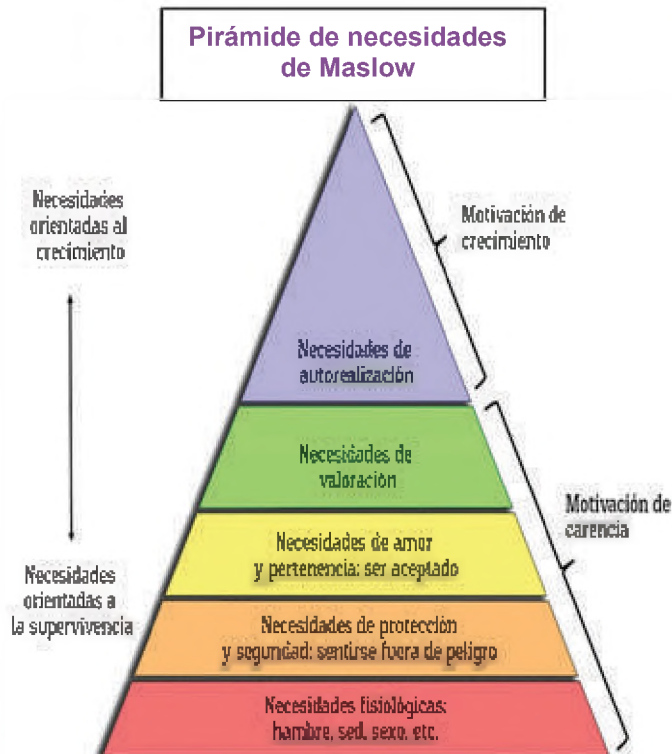 Pirámide de necesidades
de Maslow
Necesidades
orientadas al
crecimiento
Motivación de
crecimiento
Necesidades de
autorealización
Necesidades de
valoración
Motivación de
carencia
Necesidades de amor
y pertenencia: ser aceptado
Necesidades
orientadas a
la supervivencia
Necesidades de protección
y seguridad: sentirse fuera de peligro
Necesidades fisiológicas:
hambre, sed, sexo, etc.